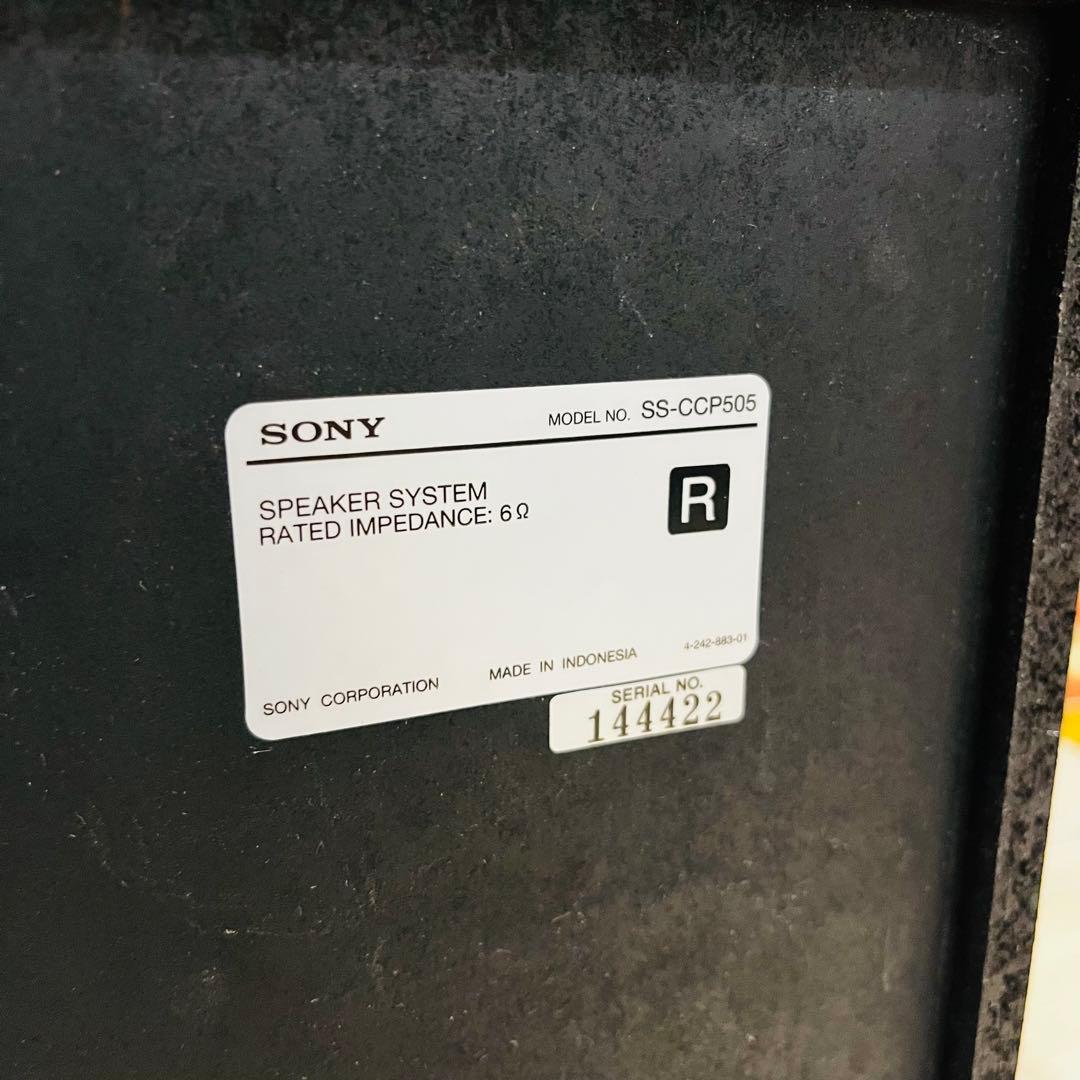 SONY
MODEL NO. SS-CCP505
SPEAKER SYSTEM
RATED IMPEDANCE: 6Ω
R
4-242-883-01
SONY CORPORATION MADE IN INDONESIA
SERIAL NO.
144422